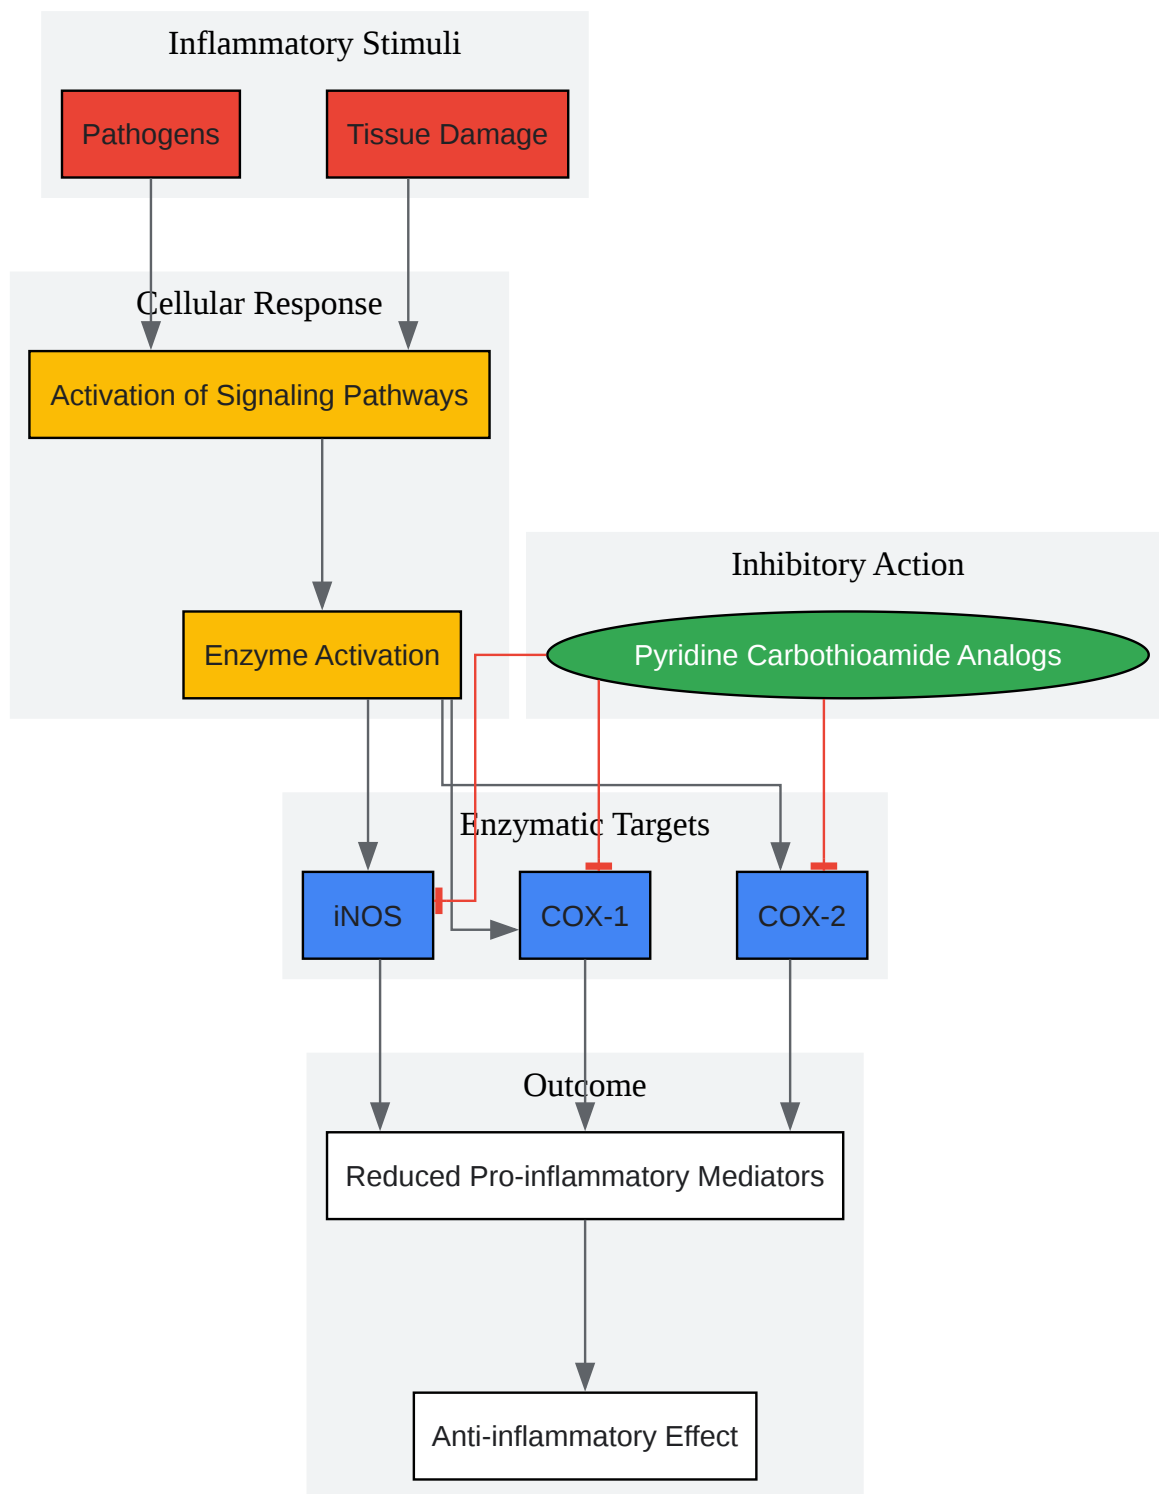 Inflammatory Stimuli
Pathogens
Tissue Damage
Cellular Response
Activation of Signaling Pathways
Inhibitory Action
Enzyme Activation
Pyridine Carbothioamide Analogs
Enzymatic Targets
iNOS
COX-1
COX-2
Outcome
Reduced Pro-inflammatory Mediators
Anti-inflammatory Effect